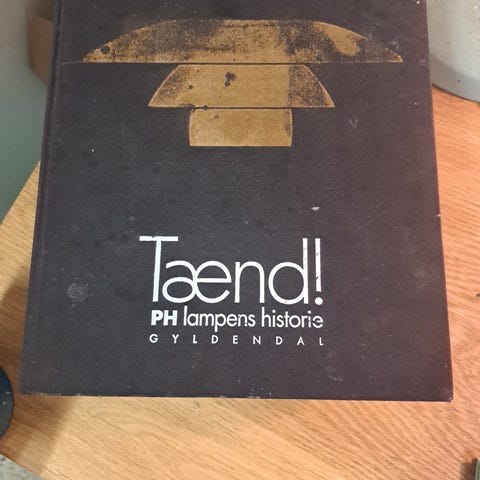 Tænd!
PH lampens historie
GYLDENDAL